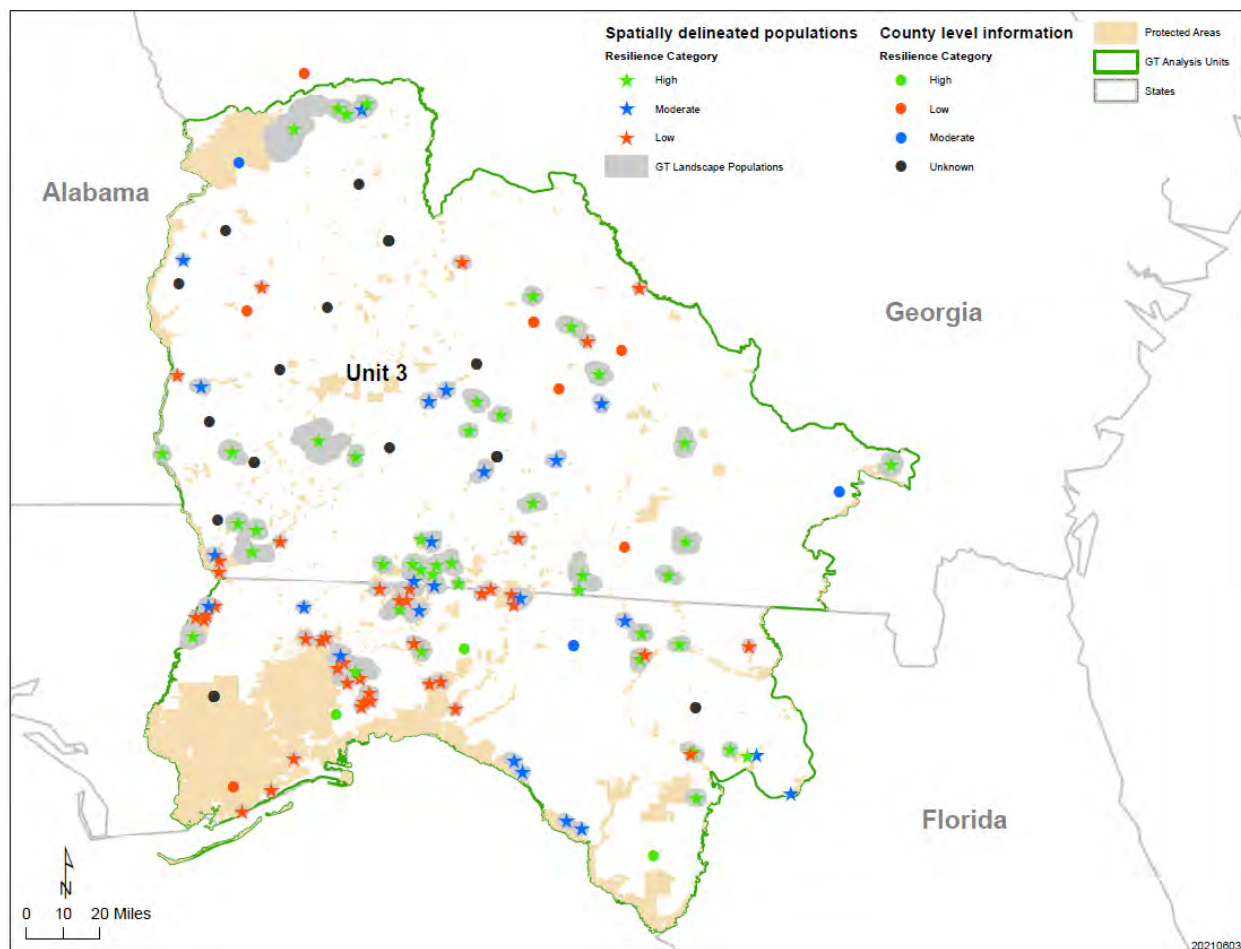 Spatially delineated populations
Resilience Category
High
Moderate
Low
GT Landscape Populations
County level information
Resilience Category
High
Low
Moderate
Unknown
Protected Areas
GT Analysis Units
States
Alabama
Georgia
Unit 3
Florida
N
0 10 20 Miles
20210603